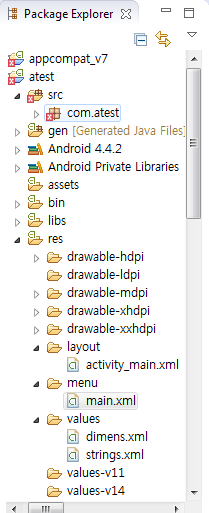 Package Explorer
appcompat_v7
atest
src
com.atest
gen [Generated Java Files]
Android 4.4.2
Android Private Libraries
assets
bin
libs
res
drawable-hdpi
drawable-ldpi
drawable-mdpi
drawable-xhdpi
drawable-xxhdpi
layout
activity_main.xml
menu
main.xml
values
dimens.xml
strings.xml
values-v11
values-v14